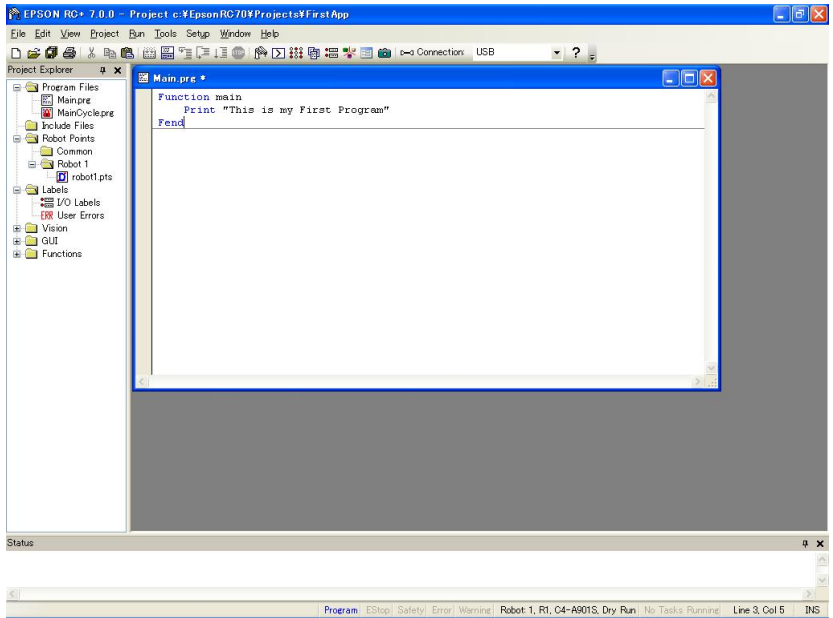 EPSON RC+ 7.0.0 - Project c:¥EpsonRC70¥Projects¥FirstApp
File Edit View Project Run Tools Setup Window Help
Connection: USB ?
Project Explorer
Program Files
Main.prg
MainCycle.prg
Include Files
Robot Points
Common
Robot 1
robot1.pts
Labels
I/O Labels
ERR User Errors
Vision
GUI
Functions
Main.prg *
Function main
Print "This is my First Program"
Fend
Status
Program EStop Safety Error Warning Robot: 1, R1, C4-A901S, Dry Run No Tasks Running Line 3, Col 5 INS